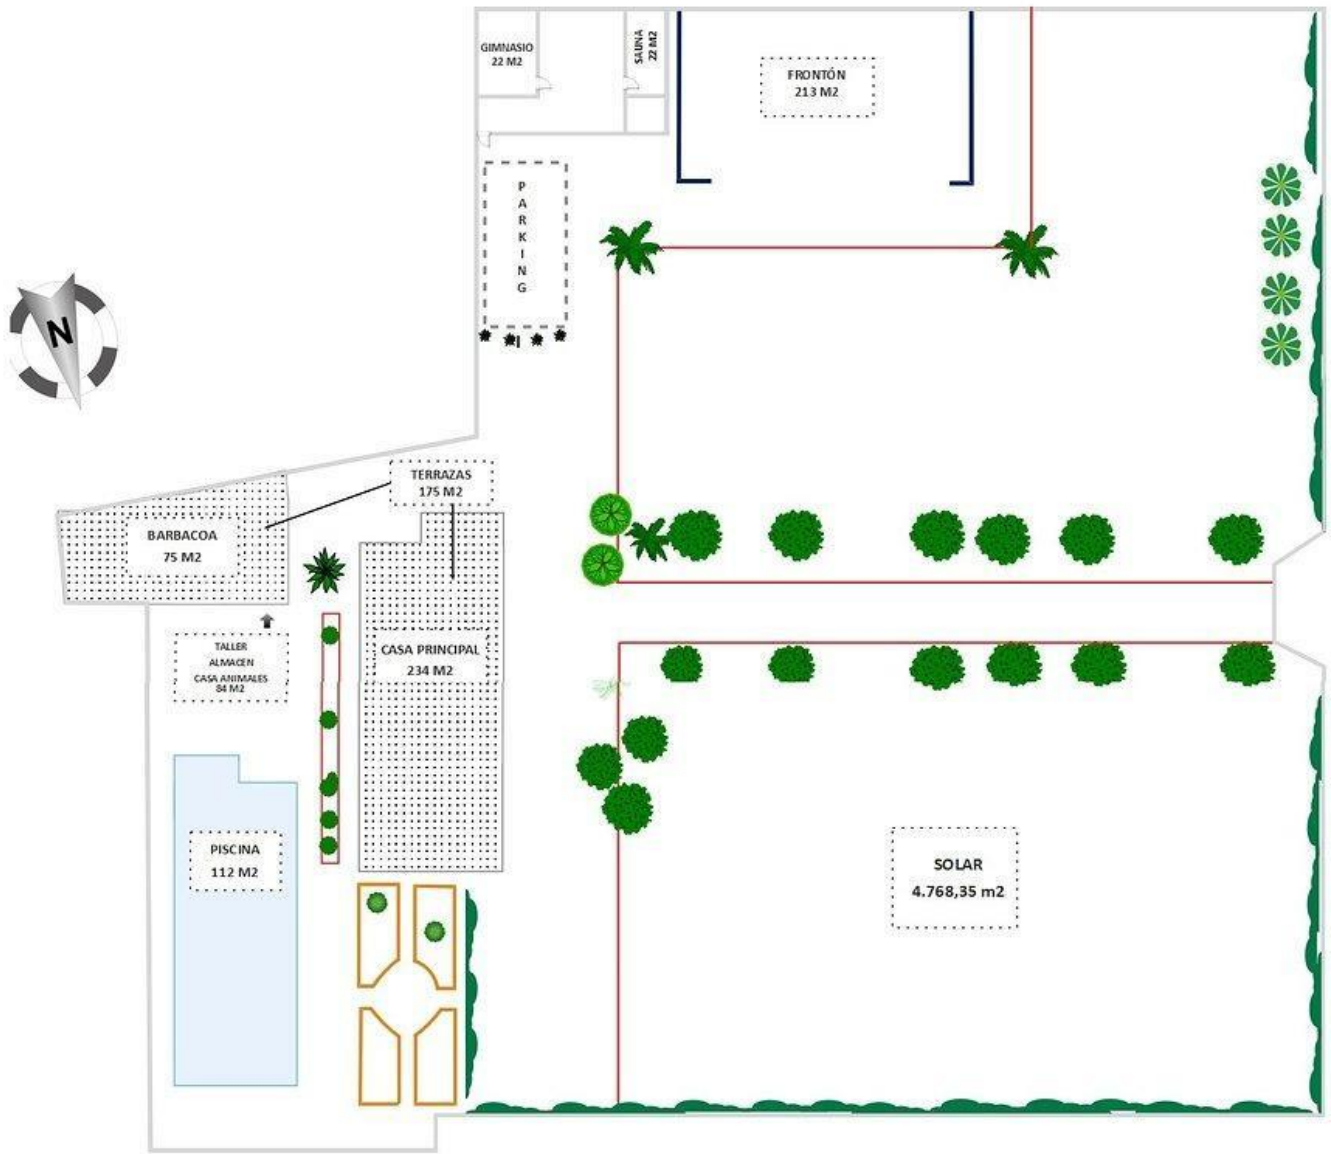 GIMNASIO
22 M2
SAUNA
22 M2
FRONTÓN
213 M2
P
A
R
K
I
N
G
N
TERRAZAS
175 M2
BARBACOA
75 M2
TALLER
ALMACEN
CASA ANIMALES
84 M2
CASA PRINCIPAL
234 M2
PISCINA
112 M2
SOLAR
4.768,35 m2